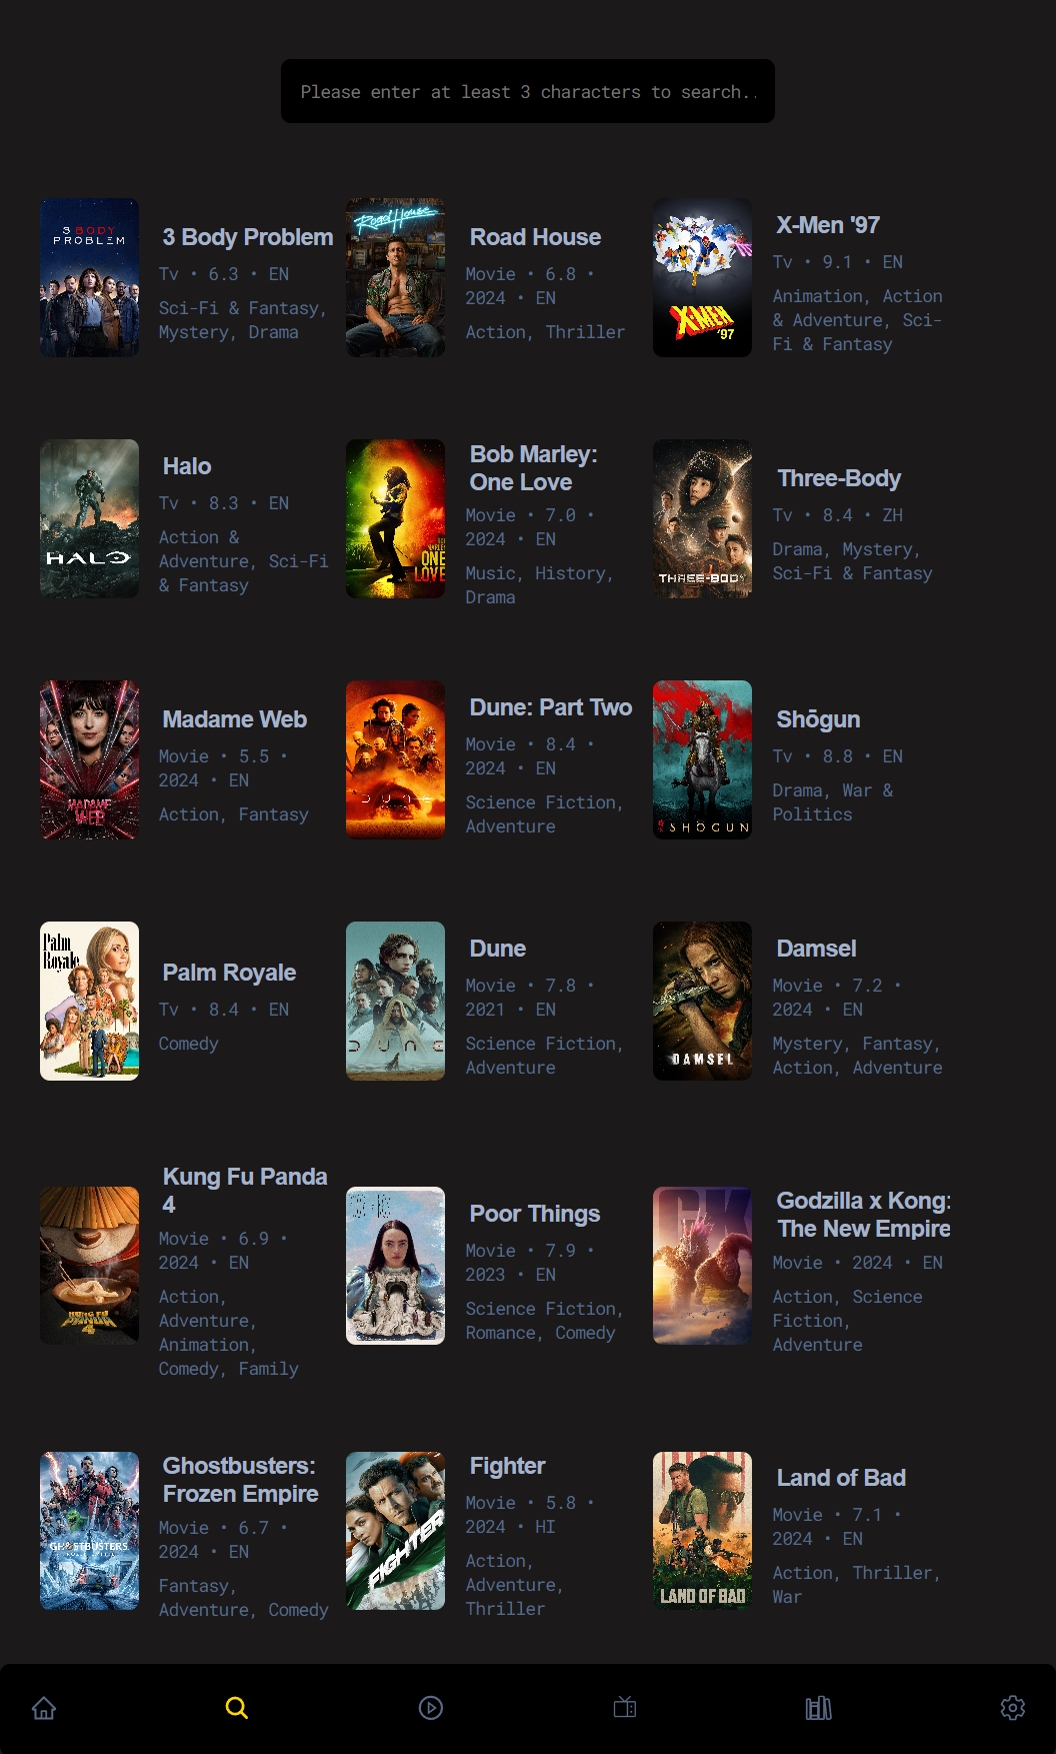 Please enter at least 3 characters to search..
3 BODY
PROBLEM
3 Body Problem
Tv • 6.3 • EN
Sci-Fi & Fantasy,
Mystery, Drama
Road House
Road House
Movie • 6.8 •
2024 • EN
Action, Thriller
X-MEN
'97
X-Men '97
Tv • 9.1 • EN
Animation, Action
& Adventure, Sci-
Fi & Fantasy
HALO
Halo
Tv • 8.3 • EN
Action &
Adventure, Sci-Fi
& Fantasy
ONE
LOVE
Bob Marley:
One Love
Movie • 7.0 •
2024 • EN
Music, History,
Drama
THREE-BODY
Three-Body
Tv • 8.4 • ZH
Drama, Mystery,
Sci-Fi & Fantasy
MADAME
WEB
Madame Web
Movie • 5.5 •
2024 • EN
Action, Fantasy
DUNE
Dune: Part Two
Movie • 8.4 •
2024 • EN
Science Fiction,
Adventure
SHŌGUN
Shōgun
Tv • 8.8 • EN
Drama, War &
Politics
Palm
Royale
Palm Royale
Tv • 8.4 • EN
Comedy
DUNE
Dune
Movie • 7.8 •
2021 • EN
Science Fiction,
Adventure
DAMSEL
Damsel
Movie • 7.2 •
2024 • EN
Mystery, Fantasy,
Action, Adventure
KUNG FU
PANDA
4
Kung Fu Panda
4
Movie • 6.9 •
2024 • EN
Action,
Adventure,
Animation,
Comedy, Family
Poor Things
Movie • 7.9 •
2023 • EN
Science Fiction,
Romance, Comedy
GK
Godzilla x Kong:
The New Empire
Movie • 2024 • EN
Action, Science
Fiction,
Adventure
GHOSTBUSTERS
Ghostbusters:
Frozen Empire
Movie • 6.7 •
2024 • EN
Fantasy,
Adventure, Comedy
FIGHTER
Fighter
Movie • 5.8 •
2024 • HI
Action,
Adventure,
Thriller
LAND OF BAD
Land of Bad
Movie • 7.1 •
2024 • EN
Action, Thriller,
War